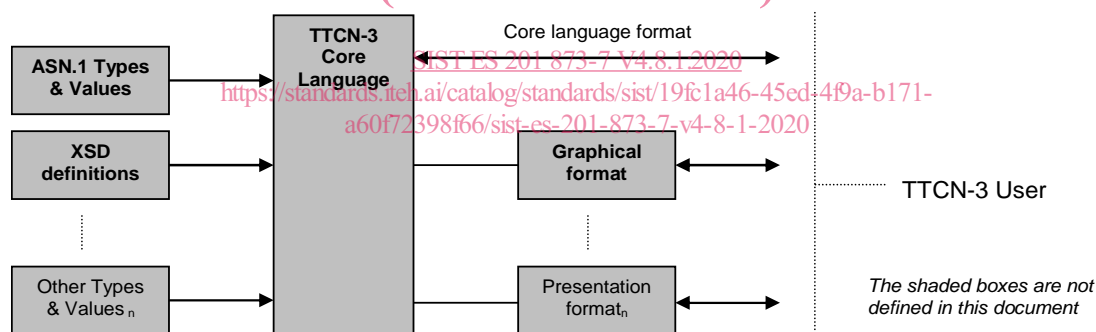 TTCN-3
Core
Language
Core language format
SIST ES 201 873-7 V4.8.1:2020
https://standards.iteh.ai/catalog/standards/sist/19fc1a46-45ed-4f9a-b171-
a60f72398f66/sist-es-201-873-7-v4-8-1-2020
ASN.1 Types
& Values
XSD
definitions
Graphical
format
TTCN-3 User
Other Types
& Values n
Presentation
formatn
The shaded boxes are not
defined in this document